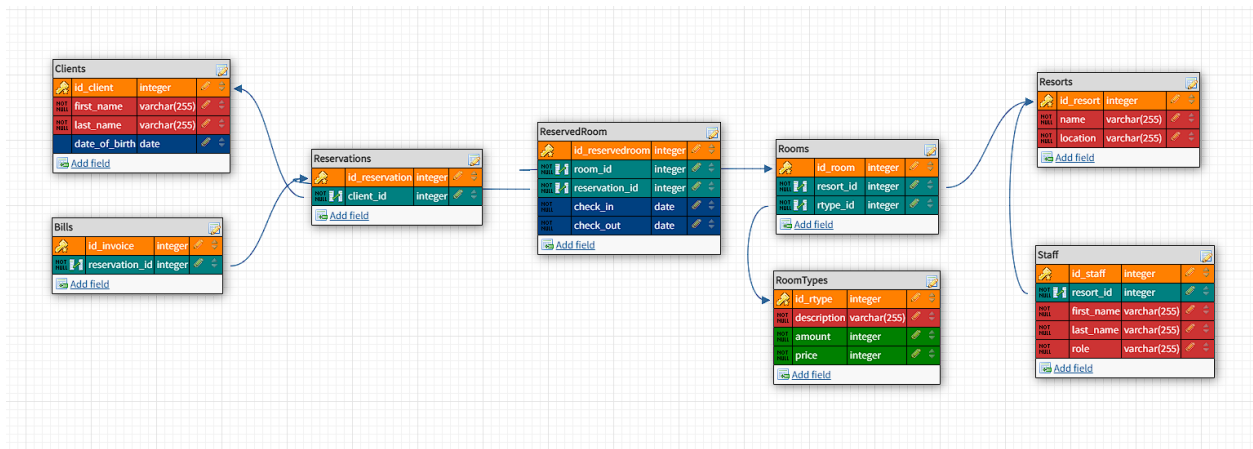 Clients
id_client integer
NOT NULL first_name varchar(255)
NOT NULL last_name varchar(255)
date_of_birth date
Add field
Bills
id_invoice integer
NOT NULL reservation_id integer
Add field
Reservations
id_reservation integer
NOT NULL client_id integer
Add field
ReservedRoom
id_reservedroom integer
NOT NULL room_id integer
NOT NULL reservation_id integer
check_in date
check_out date
Add field
Rooms
id_room integer
NOT NULL resort_id integer
NOT NULL rtype_id integer
Add field
RoomTypes
id_rtype integer
NOT NULL description varchar(255)
NOT NULL amount integer
NOT NULL price integer
Add field
Resorts
id_resort integer
NOT NULL name varchar(255)
NOT NULL location varchar(255)
Add field
Staff
id_staff integer
NOT NULL resort_id integer
NOT NULL first_name varchar(255)
NOT NULL last_name varchar(255)
NOT NULL role varchar(255)
Add field